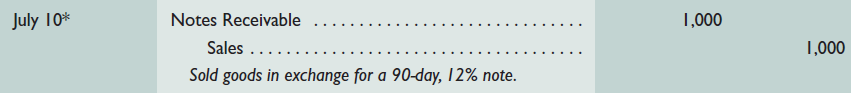 July 10* Notes Receivable .............................. 1,000
Sales ..................................... 1,000
Sold goods in exchange for a 90-day, 12% note.